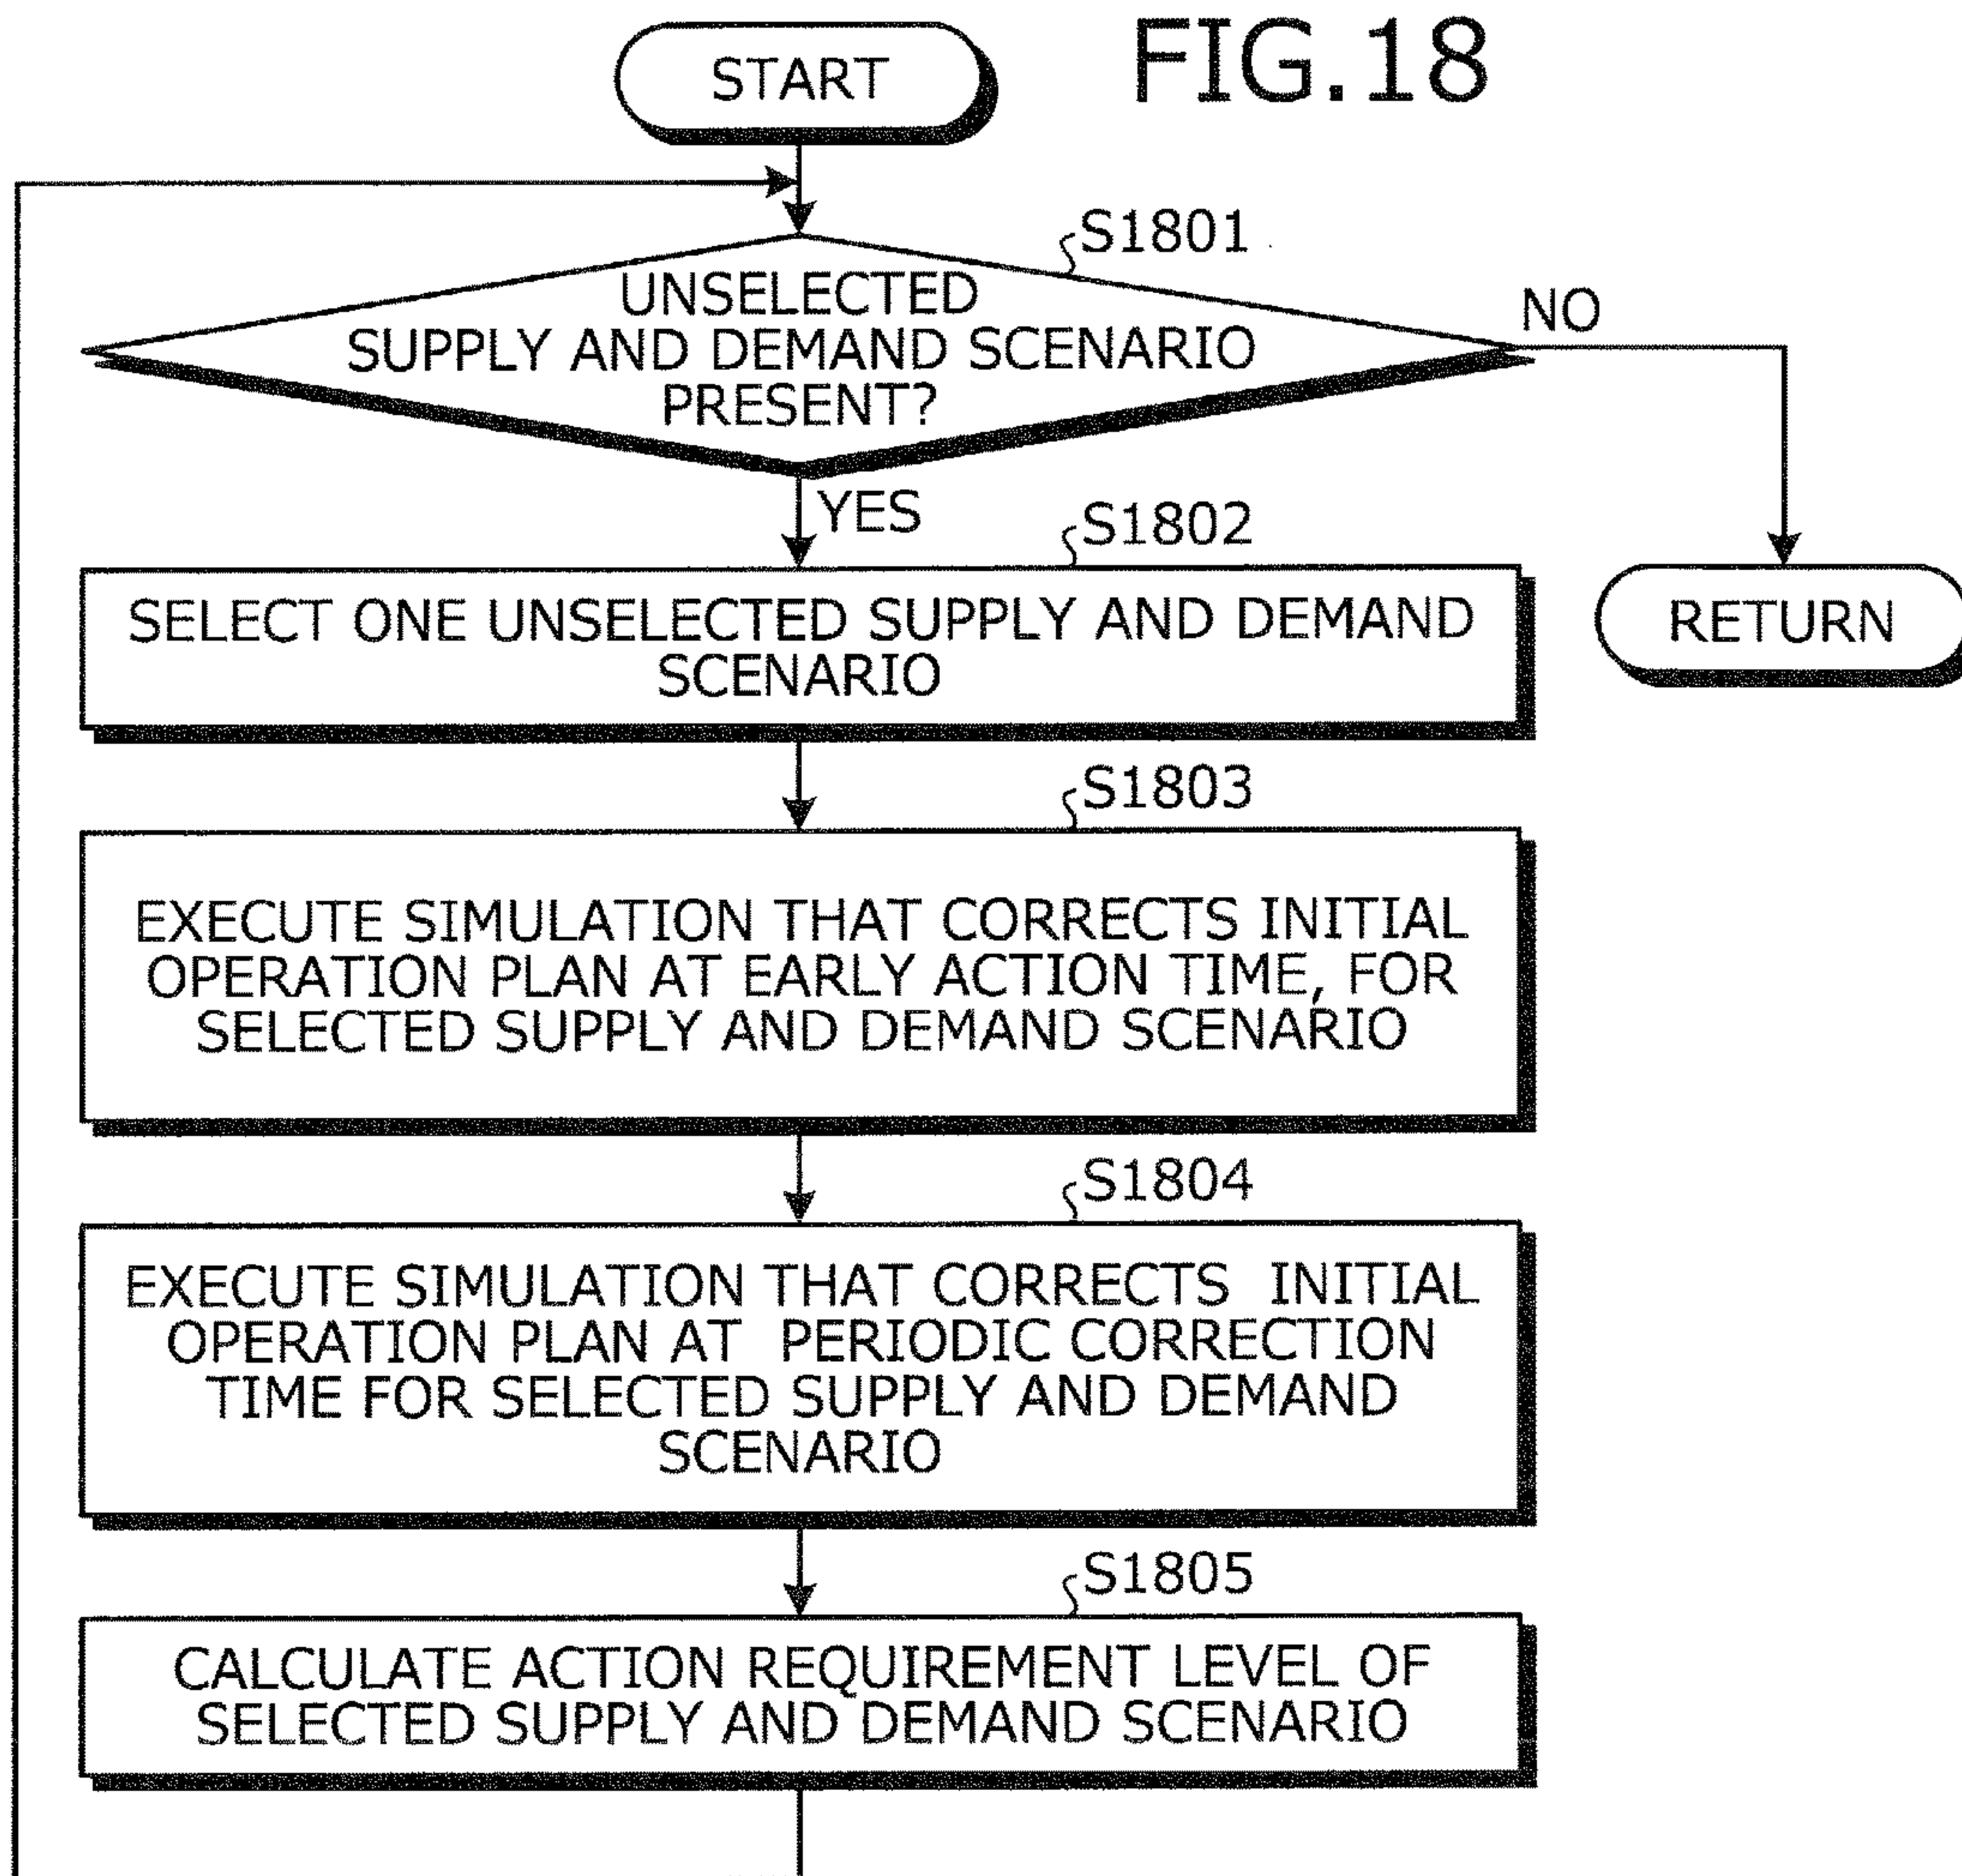 FIG.18
START
S1801
UNSELECTED
SUPPLY AND DEMAND SCENARIO
PRESENT?
NO
YES
S1802
SELECT ONE UNSELECTED SUPPLY AND DEMAND
SCENARIO
RETURN
S1803
EXECUTE SIMULATION THAT CORRECTS INITIAL
OPERATION PLAN AT EARLY ACTION TIME, FOR
SELECTED SUPPLY AND DEMAND SCENARIO
S1804
EXECUTE SIMULATION THAT CORRECTS INITIAL
OPERATION PLAN AT PERIODIC CORRECTION
TIME FOR SELECTED SUPPLY AND DEMAND
SCENARIO
S1805
CALCULATE ACTION REQUIREMENT LEVEL OF
SELECTED SUPPLY AND DEMAND SCENARIO